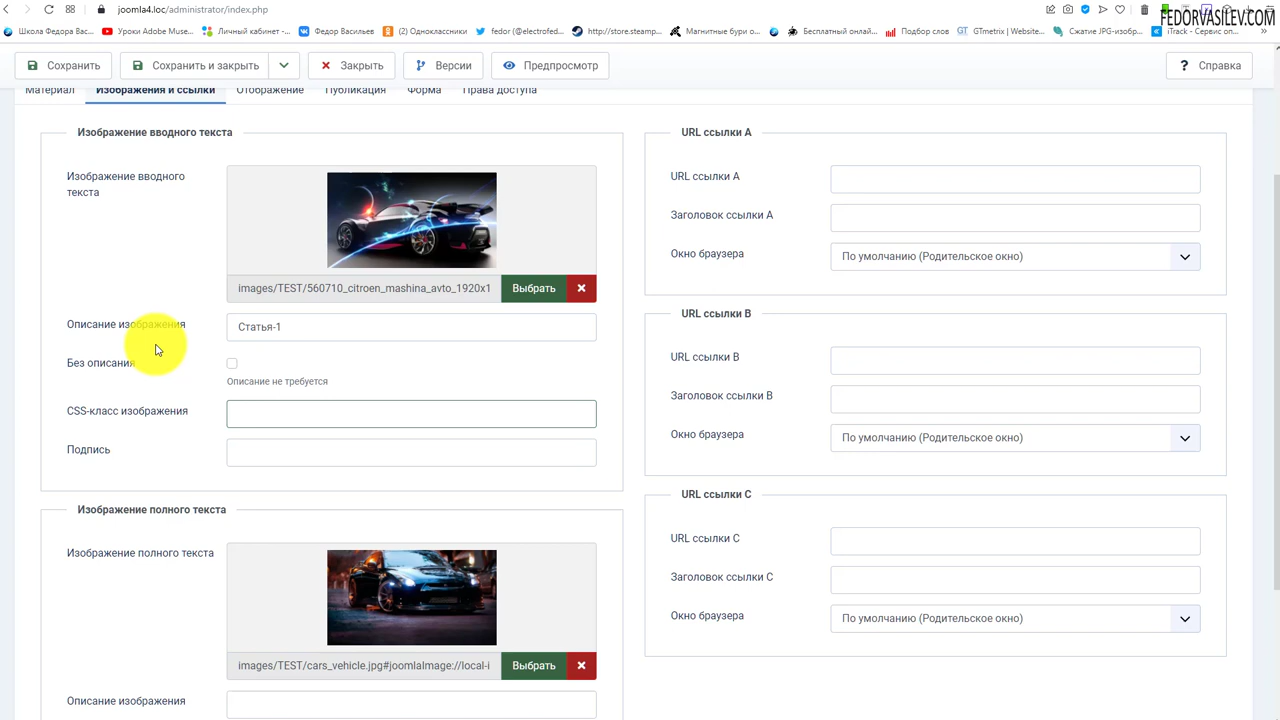 joomla4.loc/administrator/index.php
FEDORVASILEV.COM
Школа Федора Вас...
Уроки Adobe Muse...
Личный кабинет -...
Федор Васильев
(2) Одноклассники
fedor (@electrofed...
http://store.steamp...
Магнитные бури о...
Бесплатный онлай...
Подбор слов
GTmetrix | Website...
Сжатие JPG-изобр...
iTrack - Сервис оп...
Сохранить
Сохранить и закрыть
Закрыть
Версии
Предпросмотр
Справка
Материал
Изображения и ссылки
Отображение
Публикация
Форма
Права доступа
Изображение вводного текста
Изображение вводного
текста
images/TEST/560710_citroen_mashina_avto_1920x1
Выбрать
Описание изображения
Статья-1
Без описания
Описание не требуется
CSS-класс изображения
Подпись
Изображение полного текста
Изображение полного текста
images/TEST/cars_vehicle.jpg#joomlaImage://local-i
Выбрать
Описание изображения
URL ссылки A
URL ссылки A
Заголовок ссылки A
Окно браузера
По умолчанию (Родительское окно)
URL ссылки B
URL ссылки B
Заголовок ссылки B
Окно браузера
По умолчанию (Родительское окно)
URL ссылки C
URL ссылки C
Заголовок ссылки C
Окно браузера
По умолчанию (Родительское окно)